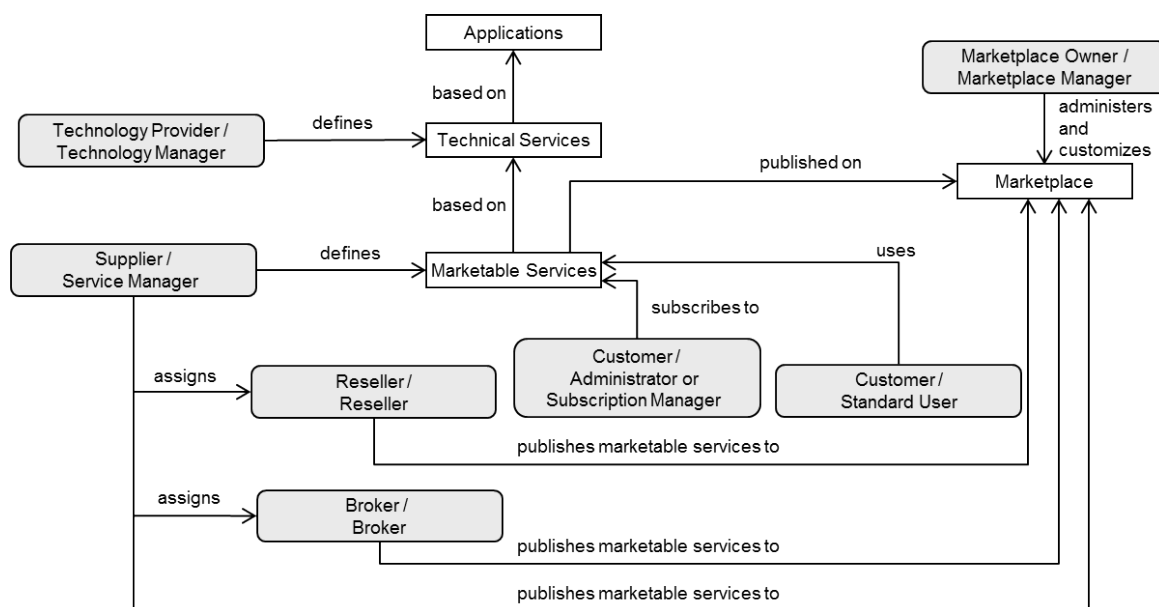 Applications
Marketplace Owner /
Marketplace Manager
based on
administers
and
customizes
Technology Provider /
Technology Manager
defines
Technical Services
published on
Marketplace
based on
Supplier /
Service Manager
defines
Marketable Services
uses
subscribes to
Customer /
Administrator or
Subscription Manager
Customer /
Standard User
assigns
Reseller /
Reseller
publishes marketable services to
assigns
Broker /
Broker
publishes marketable services to
publishes marketable services to